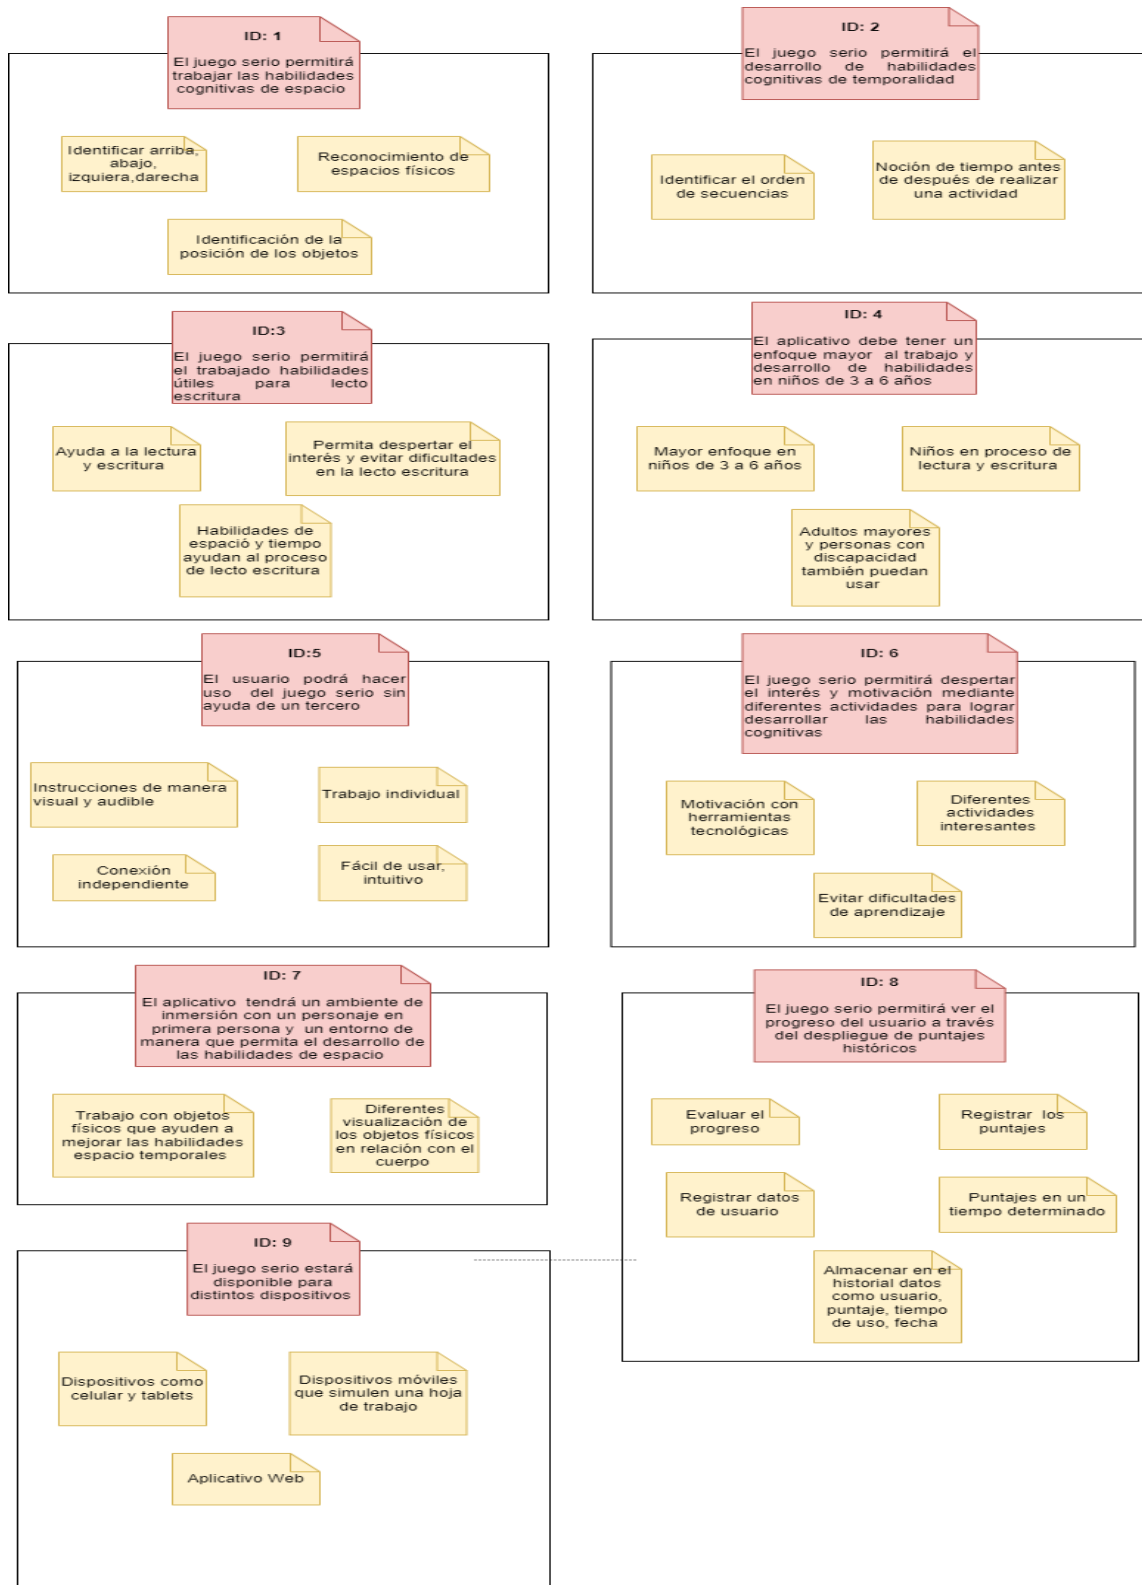 ID: 1
El juego serio permitirá
trabajar las habilidades
cognitivas de espacio
Identificar arriba,
abajo,
izquiera,darecha
Reconocimiento de
espacios físicos
Identificación de la
posición de los objetos
ID: 2
El juego serio permitirá el
desarrollo de habilidades
cognitivas de temporalidad
Identificar el orden
de secuencias
Noción de tiempo antes
de después de realizar
una actividad
ID:3
El juego serio permitirá
el trabajado habilidades
útiles para lecto
escritura
Ayuda a la lectura
y escritura
Permita despertar el
interés y evitar dificultades
en la lecto escritura
Habilidades de
espació y tiempo
ayudan al proceso
de lecto escritura
ID: 4
El aplicativo debe tener un
enfoque mayor al trabajo y
desarrollo de habilidades
en niños de 3 a 6 años
Mayor enfoque en
niños de 3 a 6 años
Niños en proceso de
lectura y escritura
Adultos mayores
y personas con
discapacidad
también puedan
usar
ID:5
El usuario podrá hacer
uso del juego serio sin
ayuda de un tercero
Instrucciones de manera
visual y audible
Trabajo individual
Conexión
independiente
Fácil de usar,
intuitivo
ID: 6
El juego serio permitirá despertar
el interés y motivación mediante
diferentes actividades para lograr
desarrollar las habilidades
cognitivas
Motivación con
herramientas
tecnológicas
Diferentes
actividades
interesantes
Evitar dificultades
de aprendizaje
ID: 7
El aplicativo tendrá un ambiente de
inmersión con un personaje en
primera persona y un entorno de
manera que permita el desarrollo de
las habilidades de espacio
Trabajo con objetos
físicos que ayuden a
mejorar las habilidades
espacio temporales
Diferentes
visualización de
los objetos físicos
en relación con el
cuerpo
ID: 8
El juego serio permitirá ver el
progreso del usuario a través
del despliegue de puntajes
históricos
Evaluar el
progreso
Registrar los
puntajes
Registrar datos
de usuario
Puntajes en un
tiempo determinado
Almacenar en el
historial datos
como usuario,
puntaje, tiempo
de uso, fecha
ID: 9
El juego serio estará
disponible para
distintos dispositivos
Dispositivos como
celular y tablets
Dispositivos móviles
que simulen una hoja
de trabajo
Aplicativo Web